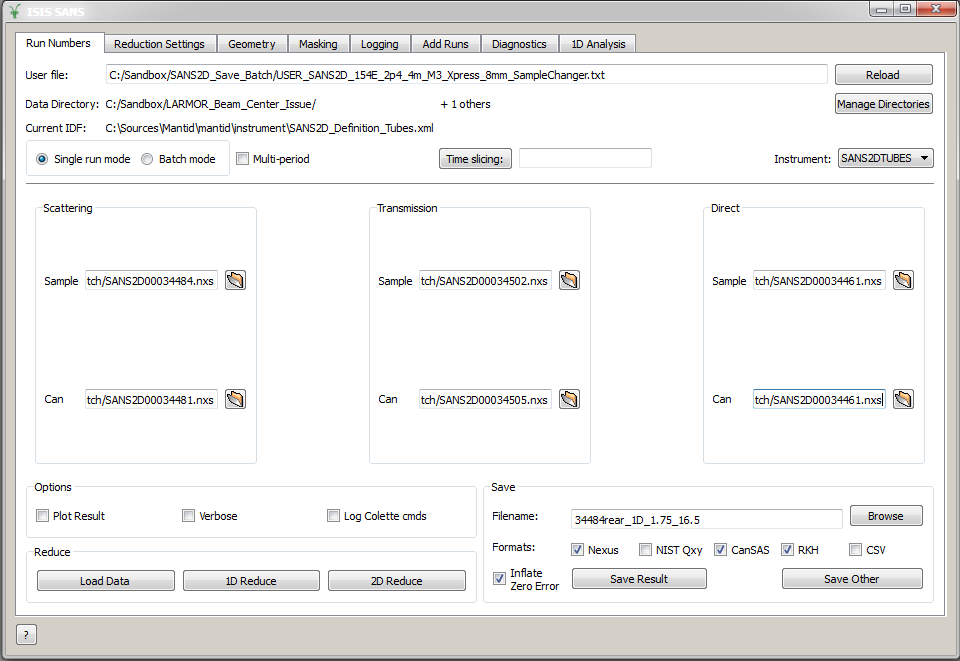 ISIS SANS
Run Numbers Reduction Settings Geometry Masking Logging Add Runs Diagnostics 1D Analysis
User file: C:/Sandbox/SANS2D_Save_Batch/USER_SANS2D_154E_2p4_4m_M3_Xpress_8mm_SampleChanger.txt Reload
Data Directory: C:/Sandbox/LARMOR_Beam_Center_Issue/ + 1 others Manage Directories
Current IDF: C:\Sources\Mantid\mantid\instrument\SANS2D_Definition_Tubes.xml
Single run mode Batch mode Multi-period Time slicing: Instrument: SANS2DTUBES
Scattering Transmission Direct
Sample tch/SANS2D00034484.nxs Sample tch/SANS2D00034502.nxs Sample tch/SANS2D00034461.nxs
Can tch/SANS2D00034481.nxs Can tch/SANS2D00034505.nxs Can tch/SANS2D00034461.nxs
Options
Plot Result Verbose Log Colette cmds
Reduce
Load Data 1D Reduce 2D Reduce
Save
Filename: 34484rear_1D_1.75_16.5 Browse
Formats: Nexus NIST Qxy CanSAS RKH CSV
Inflate
Zero Error Save Result Save Other
?